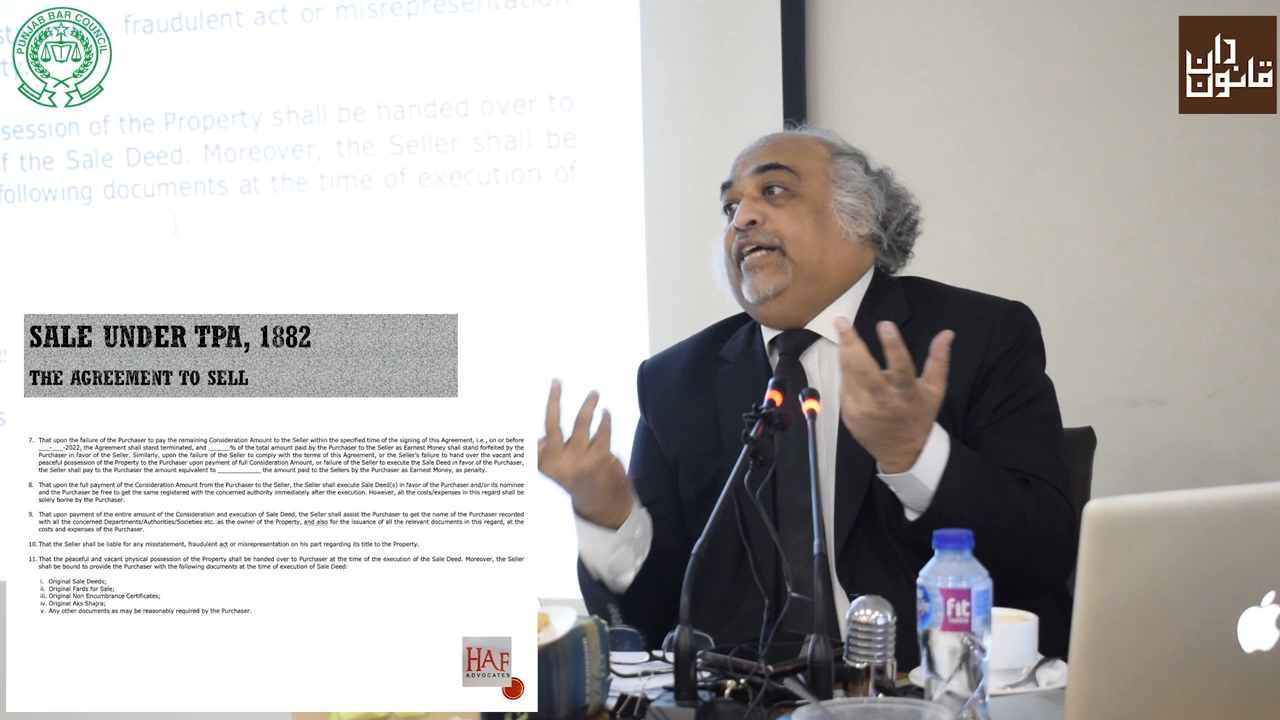 PUNJAB BAR COUNCIL
fraudulent act or misrepresentation
session of the Property shall be handed over to
f the Sale Deed. Moreover, the Seller shall be
following documents at the time of execution of
دان
قانون
SALE UNDER TPA, 1882
THE AGREEMENT TO SELL
7. That upon the failure of the Purchaser to pay the remaining Consideration Amount to the Seller within the specified time of the signing of this Agreement, i.e., on or before
___-___-2022, the Agreement shall stand terminated, and ______% of the total amount paid by the Purchaser to the Seller as Earnest Money shall stand forfeited by the
Purchaser in favor of the Seller. Similarly, upon the failure of the Seller to comply with the terms of this Agreement, or the Seller's failure to hand over the vacant and
peaceful possession of the Property to the Purchaser upon payment of full Consideration Amount, or failure of the Seller to execute the Sale Deed in favor of the Purchaser,
the Seller shall pay to the Purchaser the amount equivalent to _____________ the amount paid to the Sellers by the Purchaser as Earnest Money, as penalty.
8. That upon the full payment of the Consideration Amount from the Purchaser to the Seller, the Seller shall execute Sale Deed(s) in favor of the Purchaser and/or its nominee
and the Purchaser be free to get the same registered with the concerned authority immediately after the execution. However, all the costs/expenses in this regard shall be
solely borne by the Purchaser.
9. That upon payment of the entire amount of the Consideration and execution of Sale Deed, the Seller shall assist the Purchaser to get the name of the Purchaser recorded
with all the concerned Departments/Authorities/Societies etc. as the owner of the Property, and also for the issuance of all the relevant documents in this regard, at the
costs and expenses of the Purchaser.
10. That the Seller shall be liable for any misstatement, fraudulent act or misrepresentation on his part regarding its title to the Property.
11. That the peaceful and vacant physical possession of the Property shall be handed over to Purchaser at the time of the execution of the Sale Deed. Moreover, the Seller
shall be bound to provide the Purchaser with the following documents at the time of execution of Sale Deed:
i. Original Sale Deeds;
ii. Original Fards for Sale;
iii. Original Non Encumbrance Certificates;
iv. Original Aks Shajra;
v. Any other documents as may be reasonably required by the Purchaser.
HAF
ADVOCATES
fit